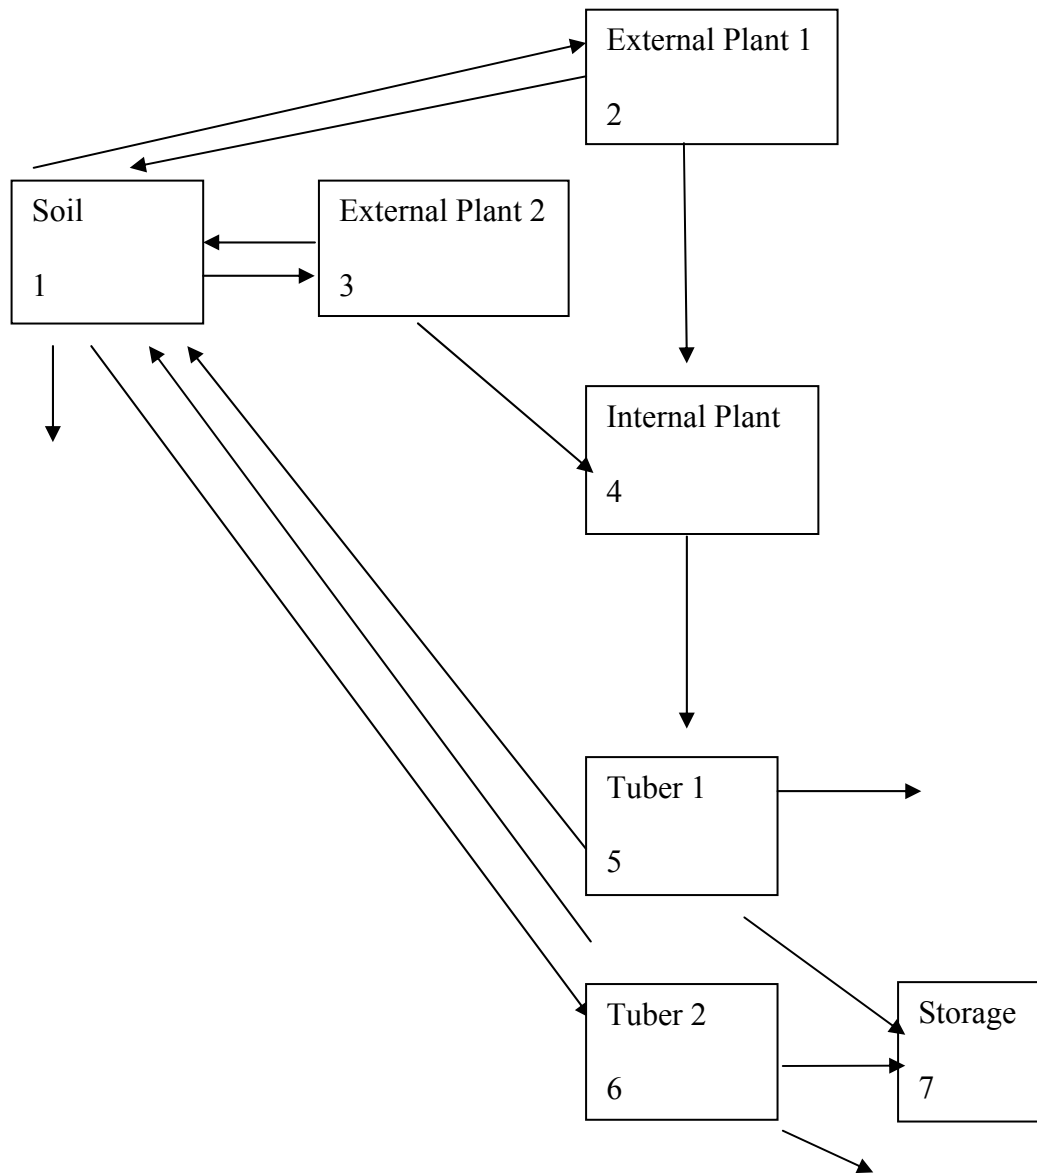 External Plant 1
2
Soil
1
External Plant 2
3
Internal Plant
4
Tuber 1
5
Tuber 2
6
Storage
7